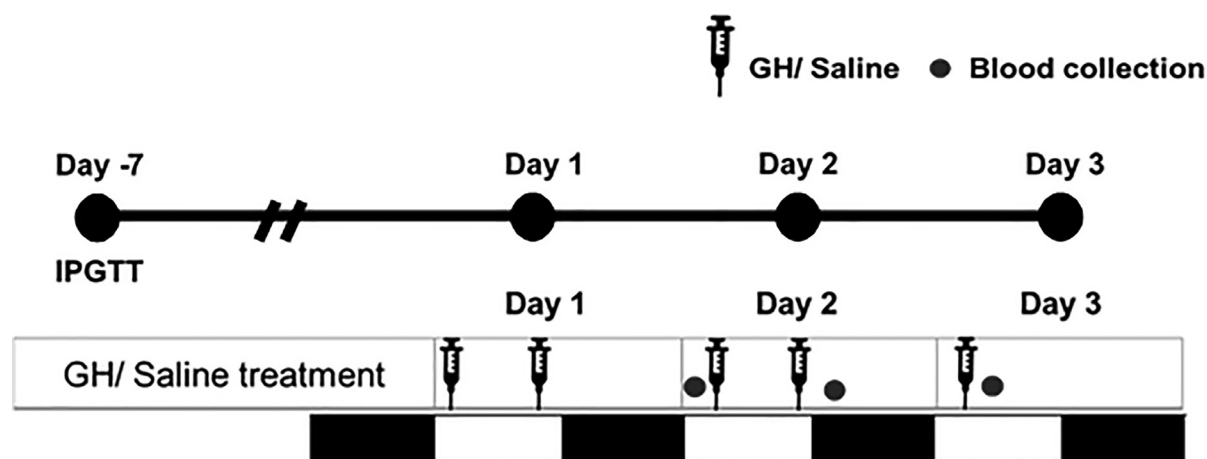 GH/ Saline
Blood collection
Day -7
Day 1
Day 2
Day 3
IPGTT
Day 1
Day 2
Day 3
GH/ Saline treatment